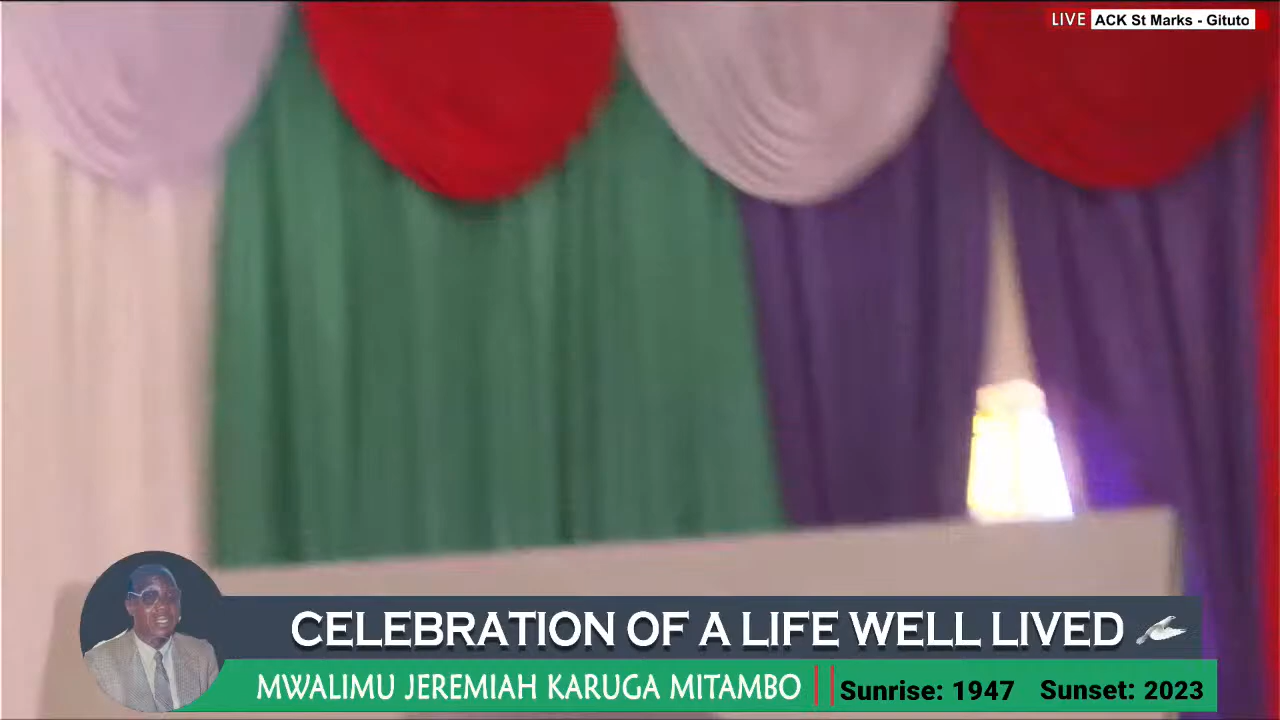 LIVE ACK St Marks - Gituto
CELEBRATION OF A LIFE WELL LIVED
MWALIMU JEREMIAH KARUGA MITAMBO Sunrise: 1947 Sunset: 2023